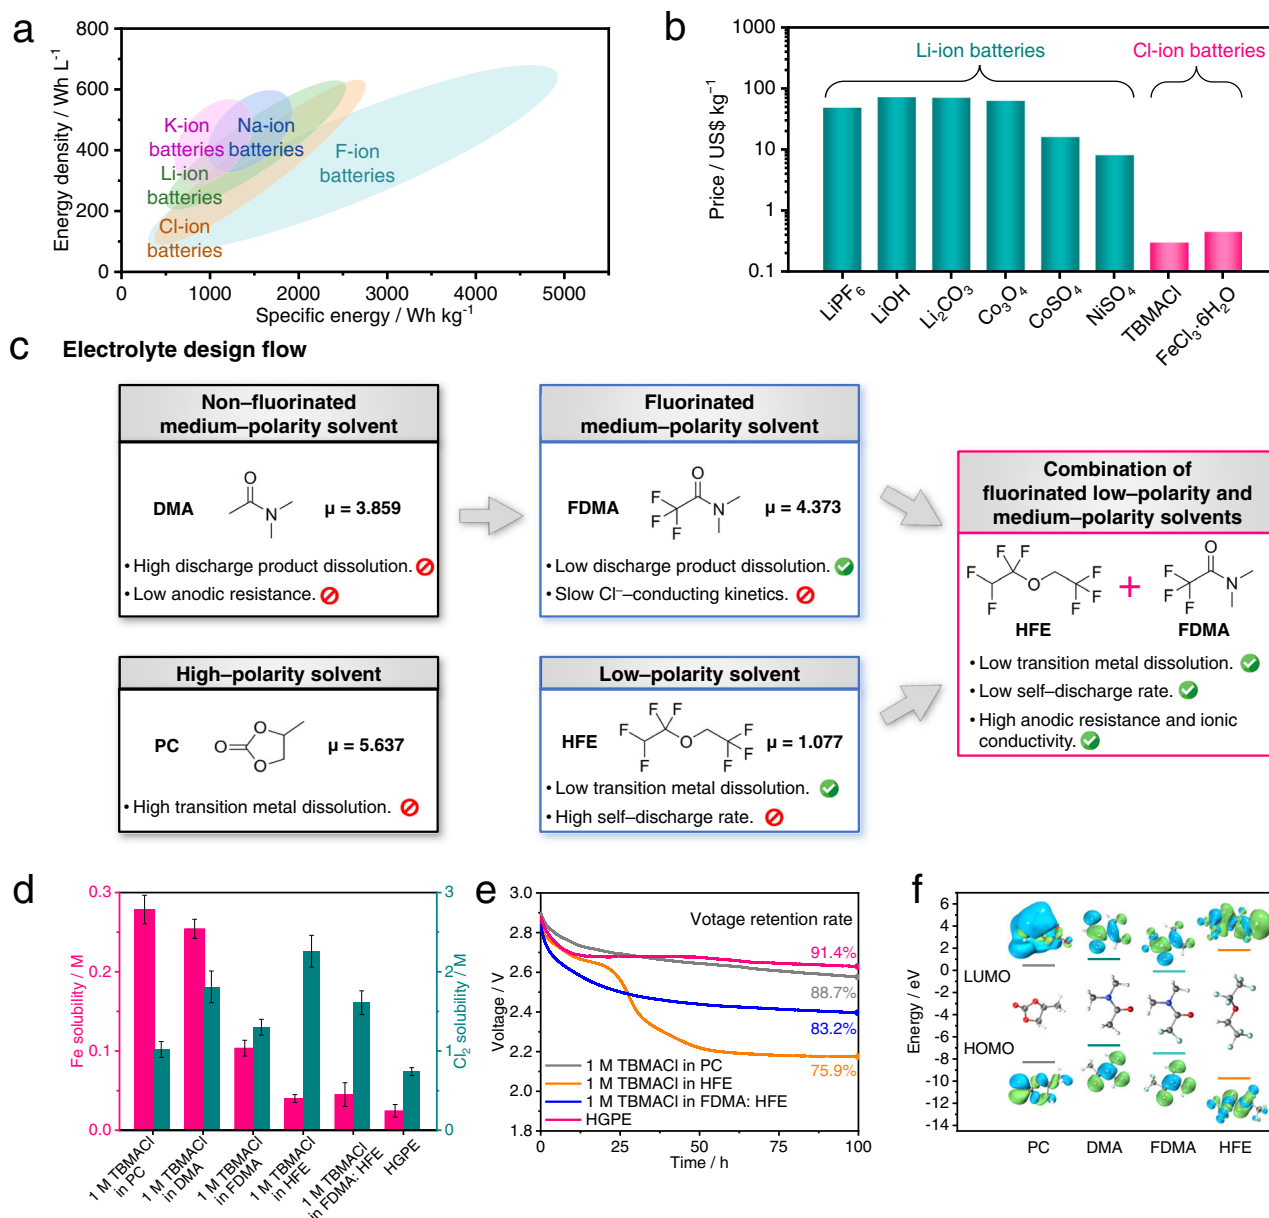 a
800
600
400
200
0
Energy density / Wh L⁻¹
K-ion
batteries
Na-ion
batteries
Li-ion
batteries
F-ion
batteries
Cl-ion
batteries
0 1000 2000 3000 4000 5000
Specific energy / Wh kg⁻¹
b
1000
100
10
1
0.1
Price / US$ kg⁻¹
Li-ion batteries
Cl-ion batteries
LiPF₆
LiOH
Li₂CO₃
Co₃O₄
CoSO₄
NiSO₄
TBMACl
FeCl₃·6H₂O
c Electrolyte design flow
Non–fluorinated
medium–polarity solvent
DMA
O
N
μ = 3.859
• High discharge product dissolution.
• Low anodic resistance.
Fluorinated
medium–polarity solvent
FDMA
O
F
F
F
N
μ = 4.373
• Low discharge product dissolution.
• Slow Cl⁻–conducting kinetics.
High–polarity solvent
PC
O
O
O
μ = 5.637
• High transition metal dissolution.
Low–polarity solvent
HFE
F F
F
F
O
F
F
F
μ = 1.077
• Low transition metal dissolution.
• High self–discharge rate.
Combination of
fluorinated low–polarity and
medium–polarity solvents
F F
F
F
O
F
F
F
HFE
+
O
F
F
F
N
FDMA
• Low transition metal dissolution.
• Low self–discharge rate.
• High anodic resistance and ionic
conductivity.
d
0.3
0.2
0.1
0.0
Fe solubility / M
3
2
1
0
Cl₂ solubility / M
1 M TBMACl
in PC
1 M TBMACl
in DMA
1 M TBMACl
in FDMA
1 M TBMACl
in HFE
1 M TBMACl
in FDMA: HFE
HGPE
e
3.0
2.8
2.6
2.4
2.2
2.0
1.8
Voltage / V
Votage retention rate
91.4%
88.7%
83.2%
75.9%
1 M TBMACl in PC
1 M TBMACl in HFE
1 M TBMACl in FDMA: HFE
HGPE
0 25 50 75 100
Time / h
f
6
4
2
0
-2
-4
-6
-8
-10
-12
-14
Energy / eV
LUMO
HOMO
PC DMA FDMA HFE